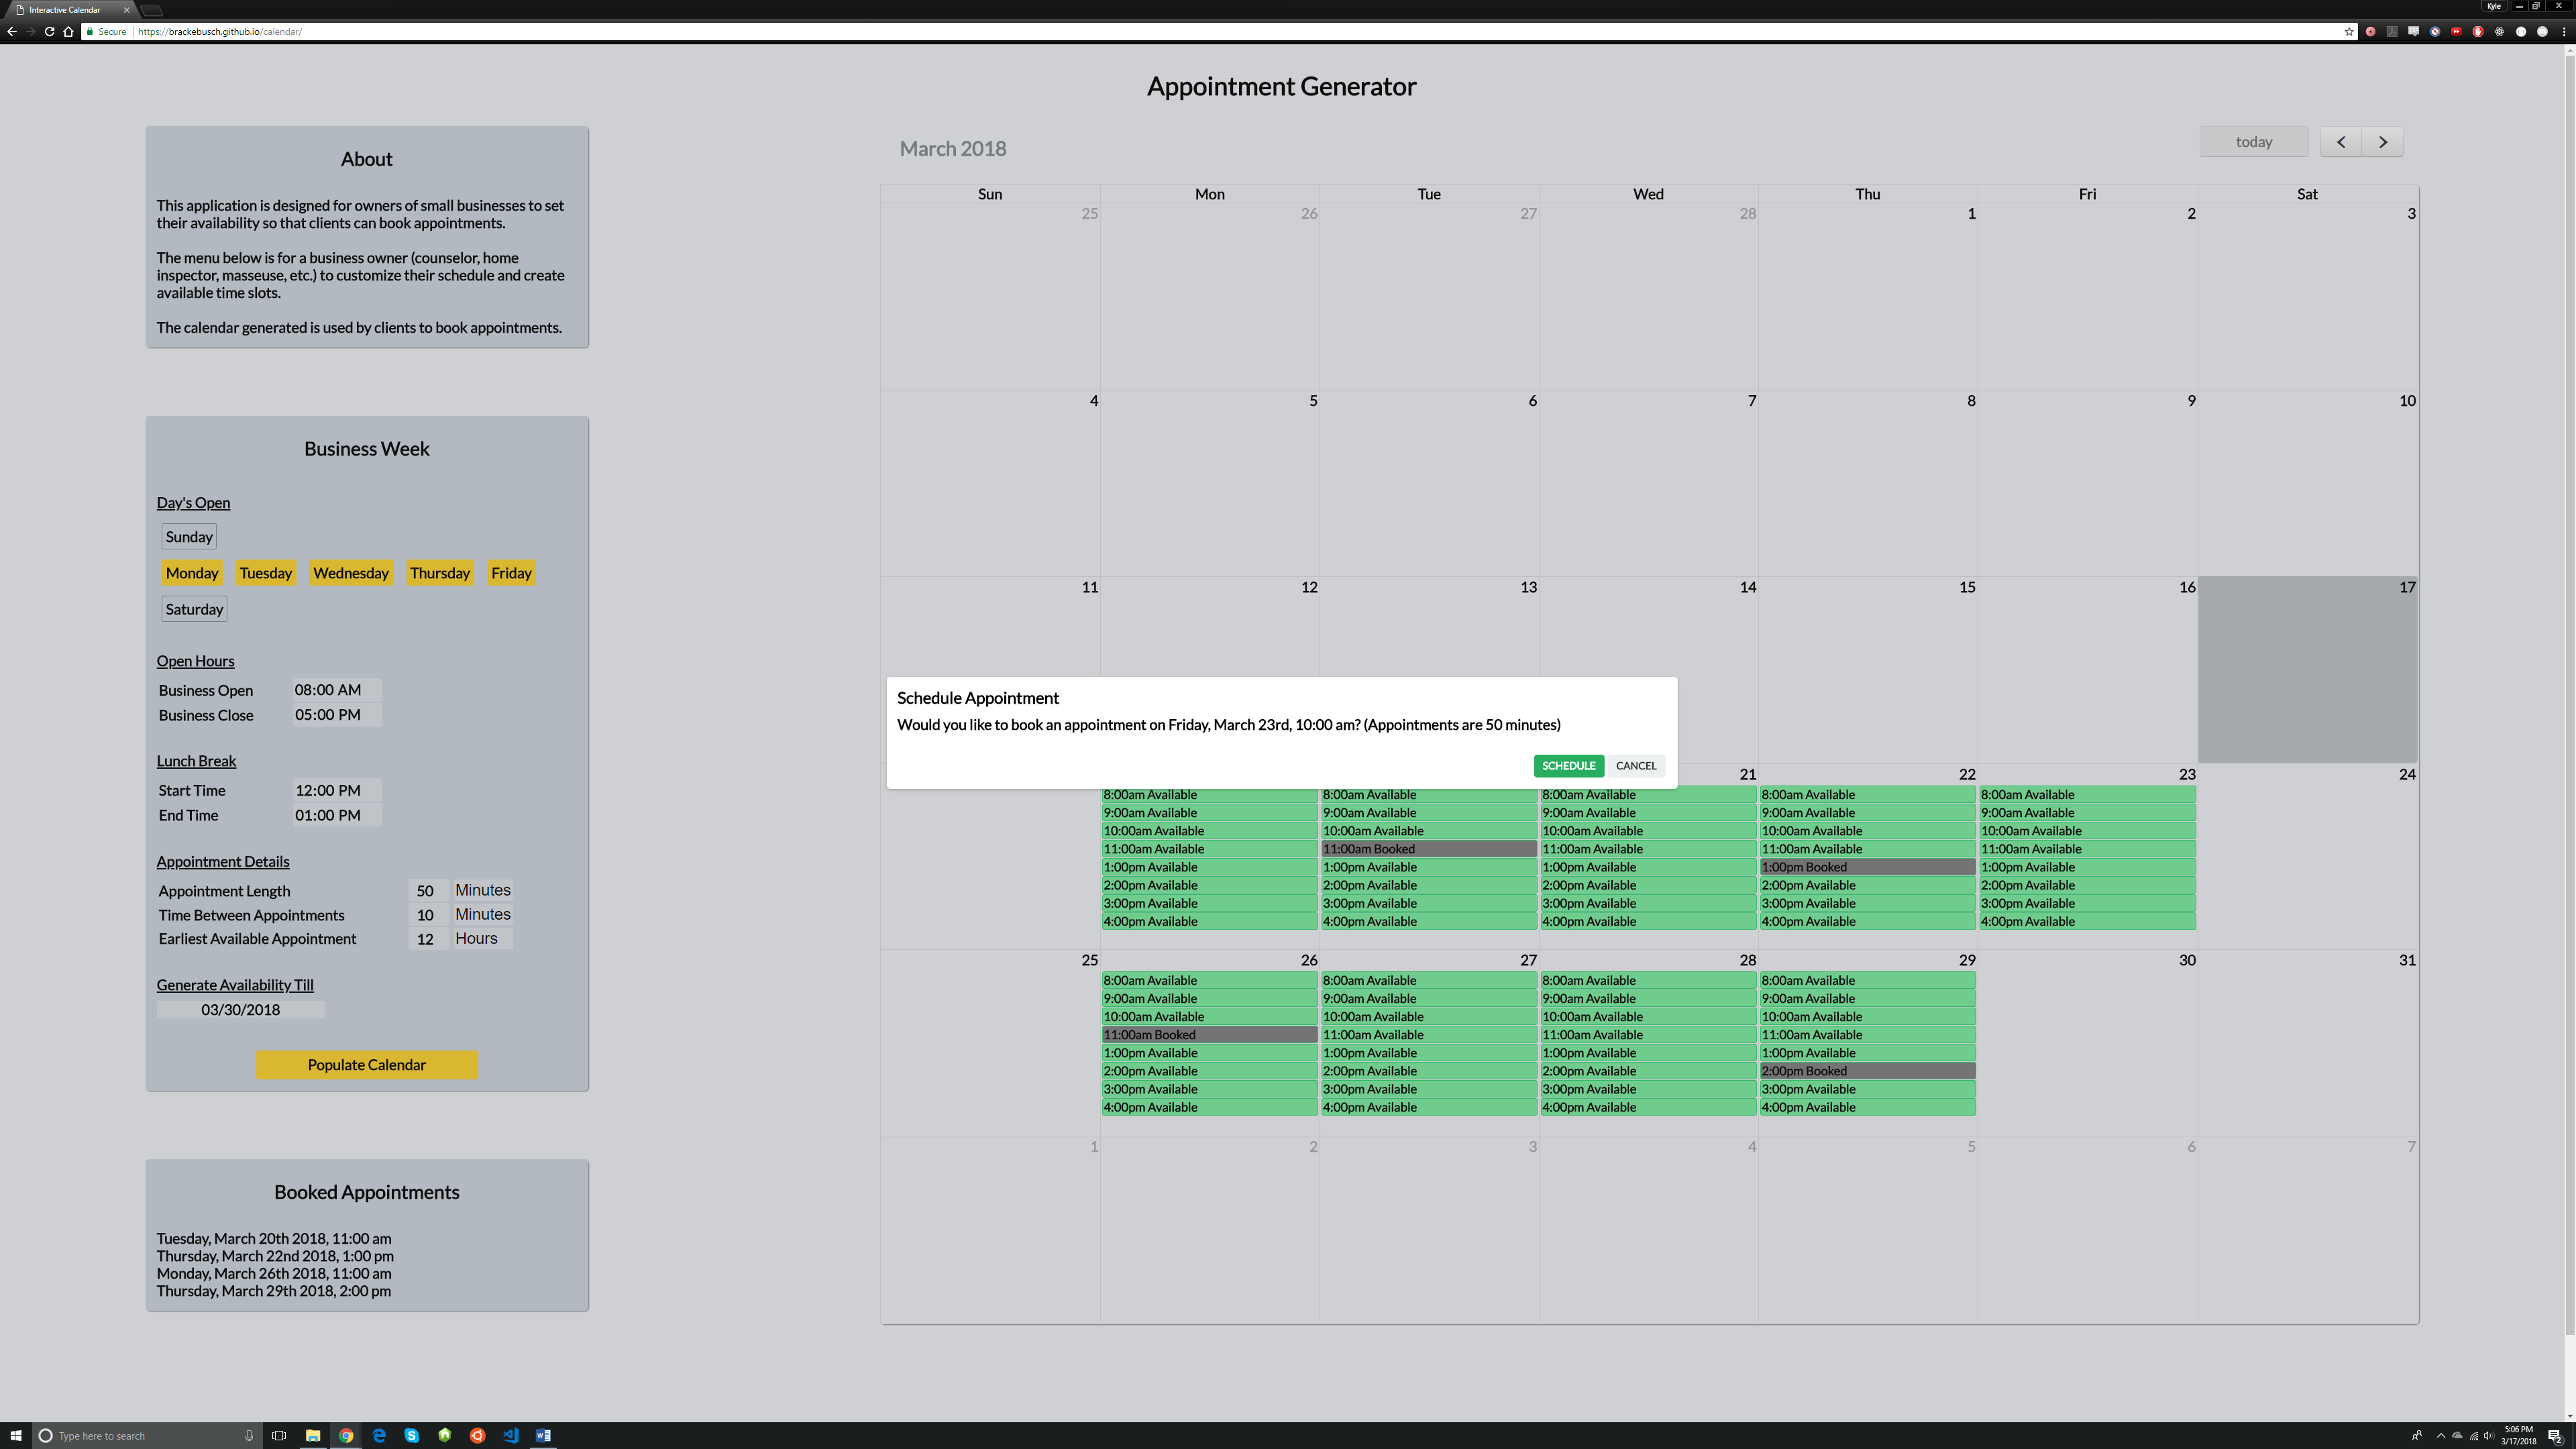 Interactive Calendar
Kyle
Secure https://brackebusch.github.io/calendar/
Appointment Generator
About
This application is designed for owners of small businesses to set
their availability so that clients can book appointments.
The menu below is for a business owner (counselor, home
inspector, masseuse, etc.) to customize their schedule and create
available time slots.
The calendar generated is used by clients to book appointments.
Business Week
Day's Open
Sunday
Monday Tuesday Wednesday Thursday Friday
Saturday
Open Hours
Business Open 08:00 AM
Business Close 05:00 PM
Lunch Break
Start Time 12:00 PM
End Time 01:00 PM
Appointment Details
Appointment Length 50 Minutes
Time Between Appointments 10 Minutes
Earliest Available Appointment 12 Hours
Generate Availability Till
03/30/2018
Populate Calendar
Booked Appointments
Tuesday, March 20th 2018, 11:00 am
Thursday, March 22nd 2018, 1:00 pm
Monday, March 26th 2018, 11:00 am
Thursday, March 29th 2018, 2:00 pm
March 2018
today
Sun Mon Tue Wed Thu Fri Sat
25 26 27 28 1 2 3
4 5 6 7 8 9 10
11 12 13 14 15 16 17
Schedule Appointment
Would you like to book an appointment on Friday, March 23rd, 10:00 am? (Appointments are 50 minutes)
SCHEDULE CANCEL
21 22 23 24
8:00am Available 8:00am Available 8:00am Available 8:00am Available 8:00am Available
9:00am Available 9:00am Available 9:00am Available 9:00am Available 9:00am Available
10:00am Available 10:00am Available 10:00am Available 10:00am Available 10:00am Available
11:00am Available 11:00am Booked 11:00am Available 11:00am Available 11:00am Available
1:00pm Available 1:00pm Available 1:00pm Available 1:00pm Booked 1:00pm Available
2:00pm Available 2:00pm Available 2:00pm Available 2:00pm Available 2:00pm Available
3:00pm Available 3:00pm Available 3:00pm Available 3:00pm Available 3:00pm Available
4:00pm Available 4:00pm Available 4:00pm Available 4:00pm Available 4:00pm Available
25 26 27 28 29 30 31
8:00am Available 8:00am Available 8:00am Available 8:00am Available
9:00am Available 9:00am Available 9:00am Available 9:00am Available
10:00am Available 10:00am Available 10:00am Available 10:00am Available
11:00am Booked 11:00am Available 11:00am Available 11:00am Available
1:00pm Available 1:00pm Available 1:00pm Available 1:00pm Available
2:00pm Available 2:00pm Available 2:00pm Available 2:00pm Booked
3:00pm Available 3:00pm Available 3:00pm Available 3:00pm Available
4:00pm Available 4:00pm Available 4:00pm Available 4:00pm Available
1 2 3 4 5 6 7
Type here to search
5:06 PM
3/17/2018
2